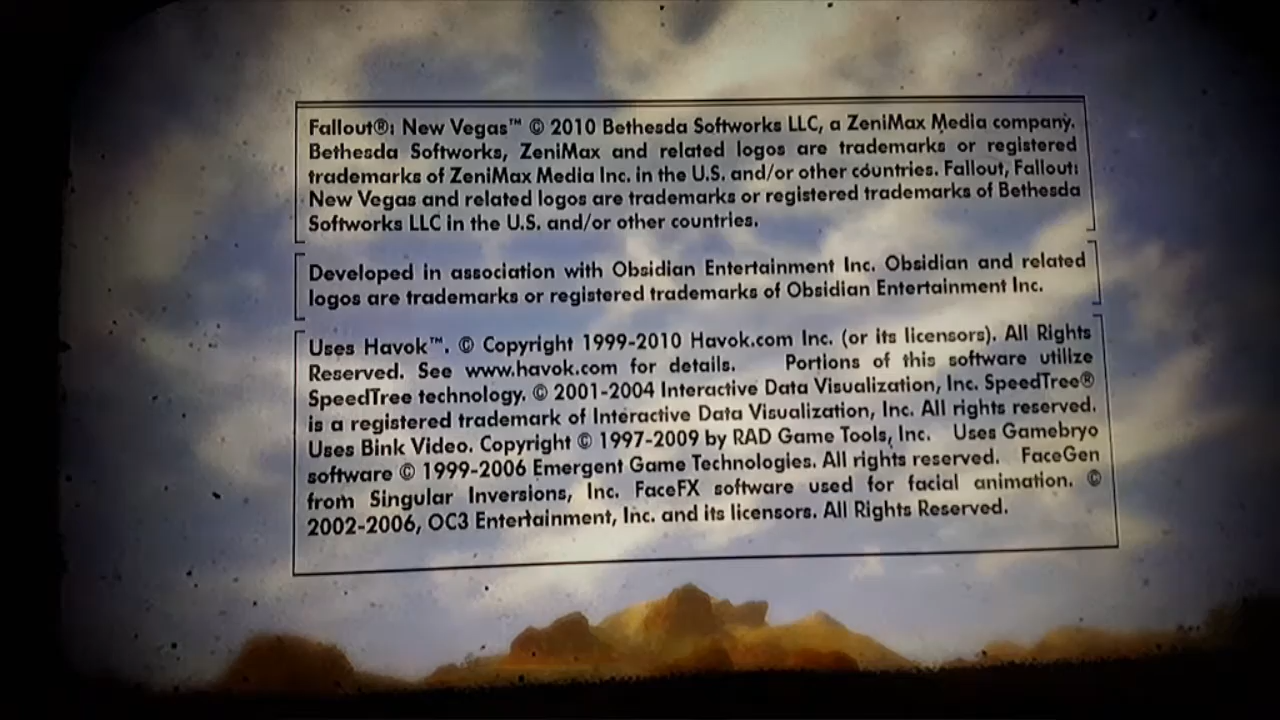 Fallout®: New Vegas™ © 2010 Bethesda Softworks LLC, a ZeniMax Media company.
Bethesda Softworks, ZeniMax and related logos are trademarks or registered
trademarks of ZeniMax Media Inc. in the U.S. and/or other countries. Fallout, Fallout:
New Vegas and related logos are trademarks or registered trademarks of Bethesda
Softworks LLC in the U.S. and/or other countries.
Developed in association with Obsidian Entertainment Inc. Obsidian and related
logos are trademarks or registered trademarks of Obsidian Entertainment Inc.
Uses Havok™. © Copyright 1999-2010 Havok.com Inc. (or its licensors). All Rights
Reserved. See www.havok.com for details. Portions of this software utilize
SpeedTree technology. © 2001-2004 Interactive Data Visualization, Inc. SpeedTree®
is a registered trademark of Interactive Data Visualization, Inc. All rights reserved.
Uses Bink Video. Copyright © 1997-2009 by RAD Game Tools, Inc. Uses Gamebryo
software © 1999-2006 Emergent Game Technologies. All rights reserved. FaceGen
from Singular Inversions, Inc. FaceFX software used for facial animation. ©
2002-2006, OC3 Entertainment, Inc. and its licensors. All Rights Reserved.